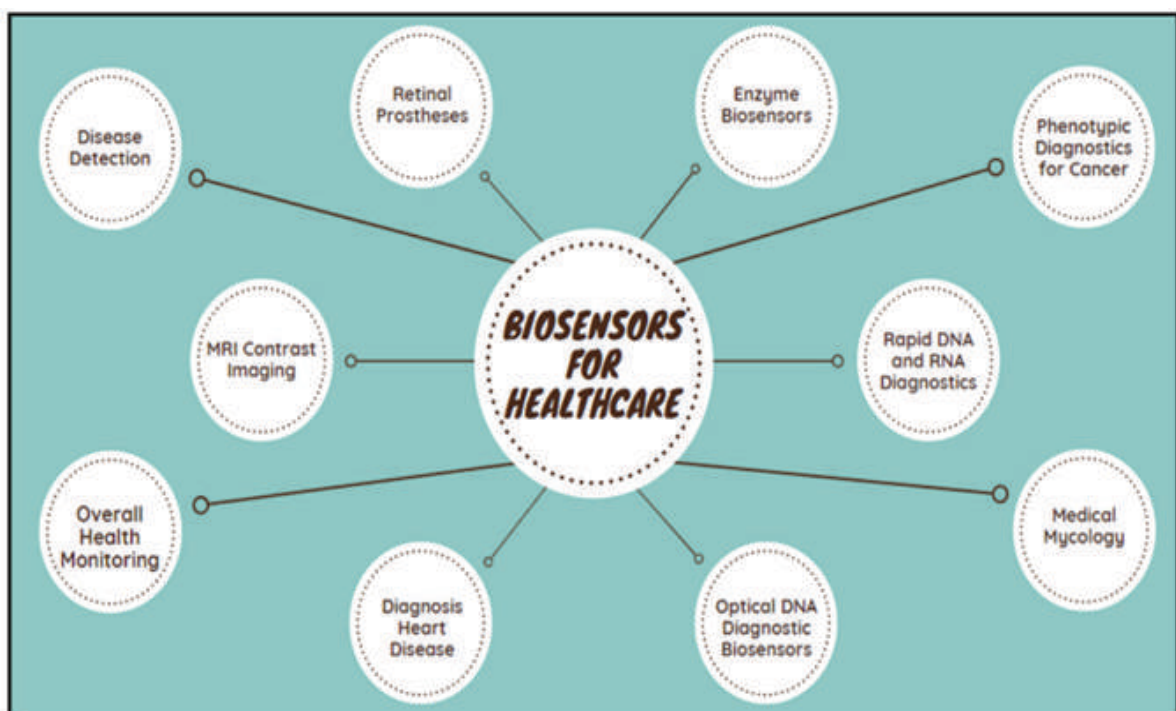 Retinal
Prostheses
Enzyme
Biosensors
Disease
Detection
Phenotypic
Diagnostics
for Cancer
BIOSENSORS
FOR
HEALTHCARE
MRI Contrast
Imaging
Rapid DNA
and RNA
Diagnostics
Overall
Health
Monitoring
Medical
Mycology
Diagnosis
Heart
Disease
Optical DNA
Diagnostic
Biosensors